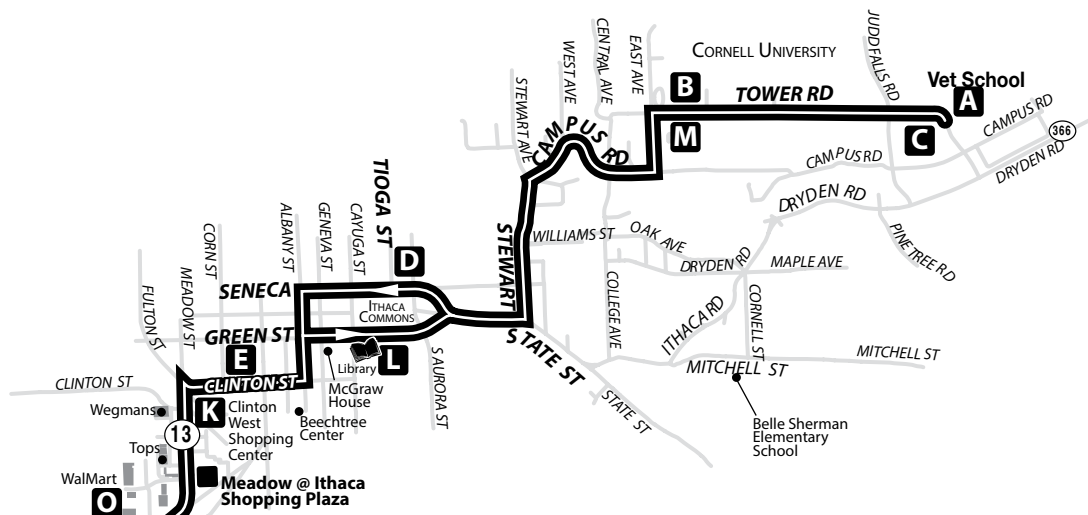 CORNELL UNIVERSITY
EAST AVE
CENTRAL AVE
WEST AVE
STEWART AVE
JUDD FALLS RD
Vet School
A
B
TOWER RD
M
C
CAMPUS RD
366
DRYDEN RD
CAMPUS RD
CAMPUS RD
DRYDEN RD
PINE TREE RD
TIOGA ST
CAYUGA ST
GENEVA ST
ALBANY ST
CORN ST
MEADOW ST
FULTON ST
D
STEWART
WILLIAMS ST
OAK AVE
DRYDEN RD
MAPLE AVE
COLLEGE AVE
ITHACA RD
CORNELL ST
SENECA
ITHACA
COMMONS
GREEN ST
STATE ST
MITCHELL ST
MITCHELL ST
E
L
Library
S AURORA ST
CLINTON ST
CLINTON ST
McGraw
House
STATE ST
Wegmans
K
Clinton
West
Shopping
Center
Beechtree
Center
Belle Sherman
Elementary
School
13
Tops
WalMart
Meadow @ Ithaca
Shopping Plaza
O